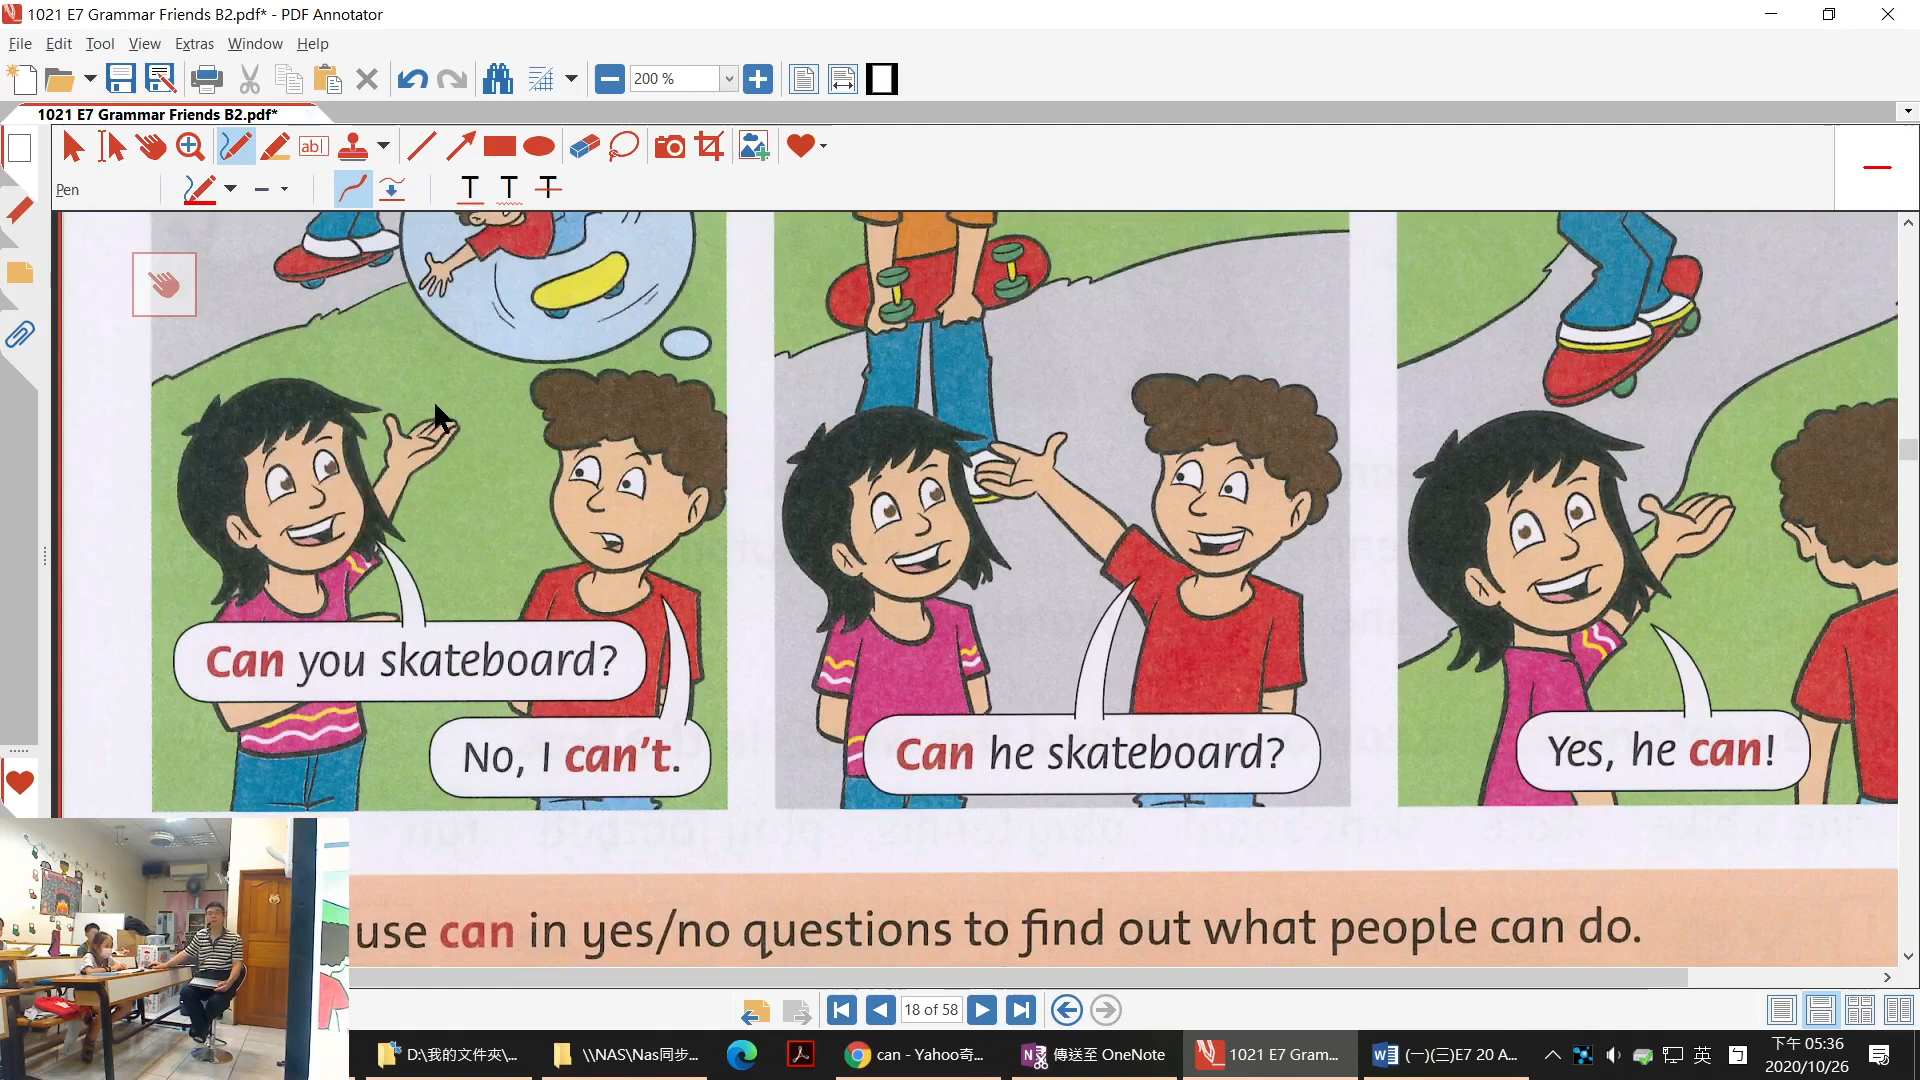 1021 E7 Grammar Friends B2.pdf* - PDF Annotator
File Edit Tool View Extras Window Help
200 %
1021 E7 Grammar Friends B2.pdf*
ab
Pen
T T T
Can you skateboard?
No, I can't.
Can he skateboard?
Yes, he can!
use can in yes/no questions to find out what people can do.
18 of 58
D:\我的文件夾\...
\\NAS\Nas同步...
can - Yahoo奇...
傳送至 OneNote
1021 E7 Gram...
(一)(三)E7 20 A...
英
下午 05:36
2020/10/26